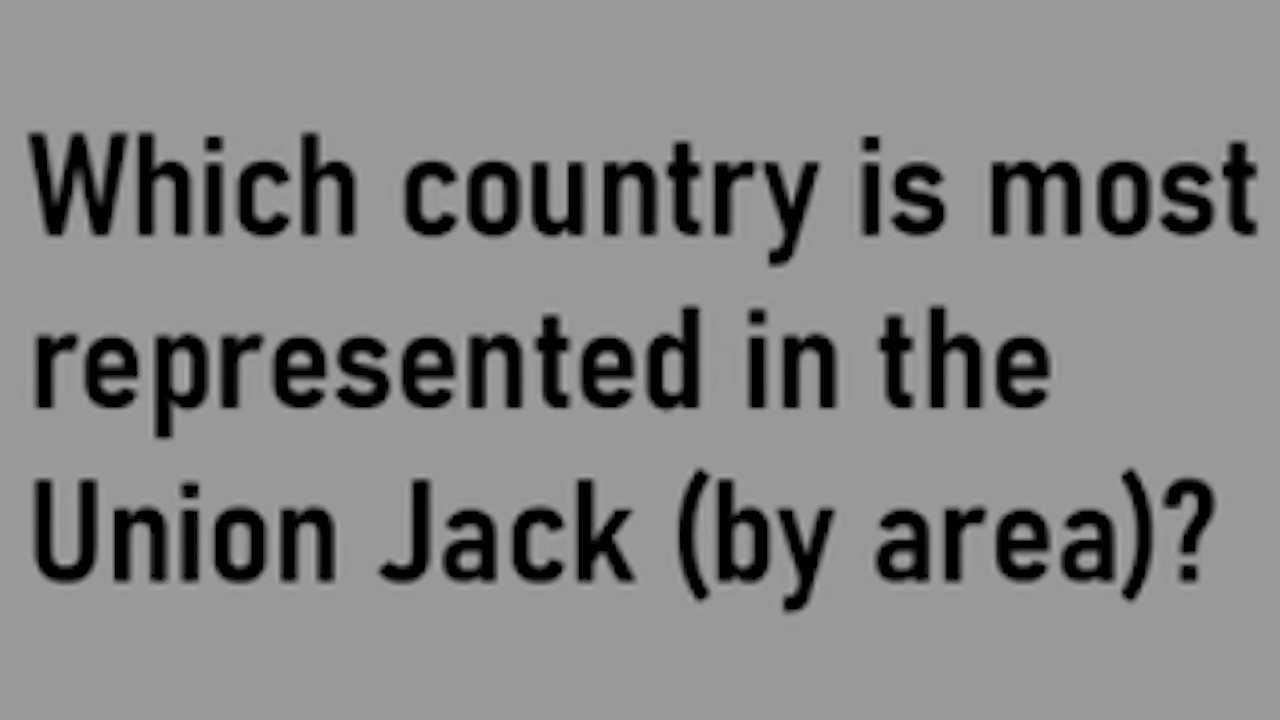 Which country is most
represented in the
Union Jack (by area)?